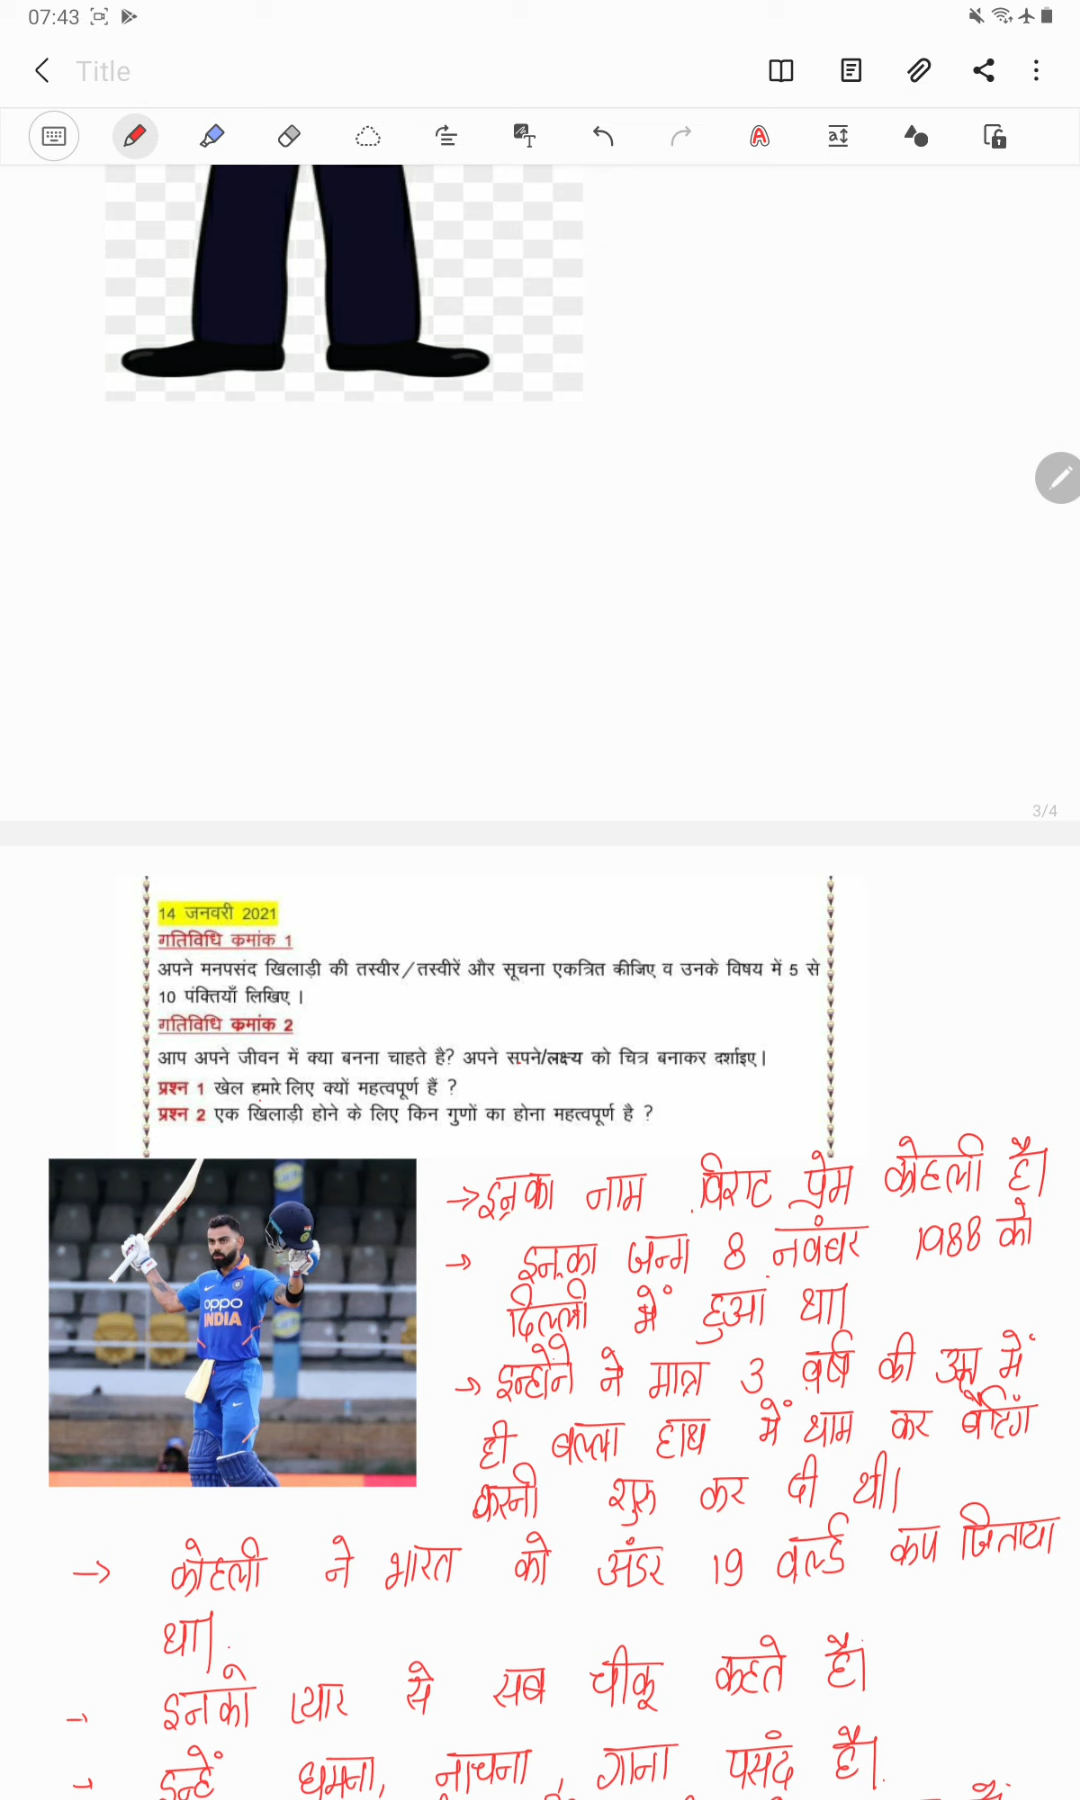 07:43
Title
3/4
14 जनवरी 2021
गतिविधि कमांक 1
अपने मनपसंद खिलाड़ी की तस्वीर/तस्वीरें और सूचना एकत्रित कीजिए व उनके विषय में 5 से
10 पंक्तियाँ लिखिए ।
गतिविधि कमांक 2
आप अपने जीवन में क्या बनना चाहते है? अपने सपने/लक्ष्य को चित्र बनाकर दर्शाइए।
प्रश्न 1 खेल हमारे लिए क्यों महत्वपूर्ण हैं ?
प्रश्न 2 एक खिलाड़ी होने के लिए किन गुणों का होना महत्वपूर्ण है ?
oppo
INDIA
→ इनका नाम विराट प्रेम कोहली है।
→ इनका जन्म 8 नवंबर 1988 को
दिल्ली में हुआ था।
→ इन्होंने ने मात्र 3 वर्ष की उम्र में
ही बल्ला हाथ में थाम कर बैटिंग
करनी शुरू कर दी थी।
→ कोहली ने भारत को अंडर 19 वर्ल्ड कप जिताया
था।
→ इनको प्यार से सब चीकू कहते है।
→ इन्हें घूमना, नाचना, गाना पसंद है।